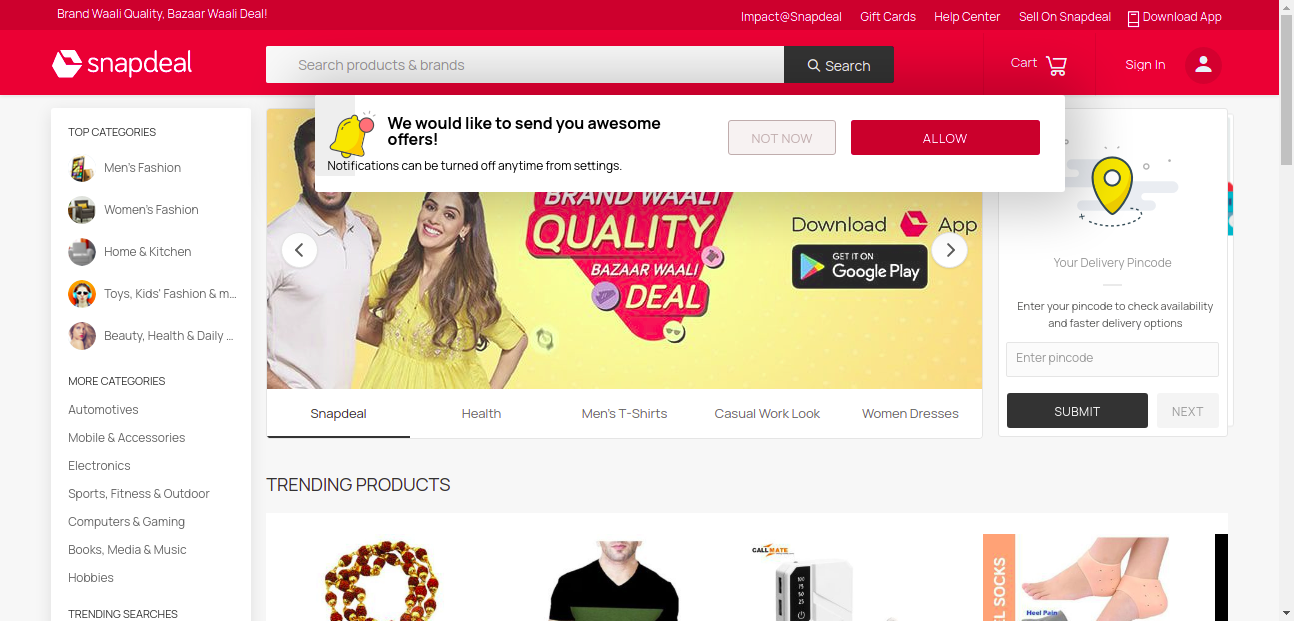 Brand Waali Quality, Bazaar Waali Deal!
Impact@Snapdeal
Gift Cards
Help Center
Sell On Snapdeal
Download App
snapdeal
Search products & brands
Search
Cart
Sign In
We would like to send you awesome
offers!
Notifications can be turned off anytime from settings.
NOT NOW
ALLOW
TOP CATEGORIES
Men's Fashion
Women's Fashion
Home & Kitchen
Toys, Kids' Fashion & m...
Beauty, Health & Daily ...
MORE CATEGORIES
Automotives
Mobile & Accessories
Electronics
Sports, Fitness & Outdoor
Computers & Gaming
Books, Media & Music
Hobbies
TRENDING SEARCHES
BRAND WAALI
QUALITY
BAZAAR WAALI
DEAL
Download App
GET IT ON
Google Play
Snapdeal
Health
Men's T-Shirts
Casual Work Look
Women Dresses
Your Delivery Pincode
Enter your pincode to check availability
and faster delivery options
Enter pincode
SUBMIT
NEXT
TRENDING PRODUCTS
CALLMATE
100
75
50
25
SOCKS
Heel Pain